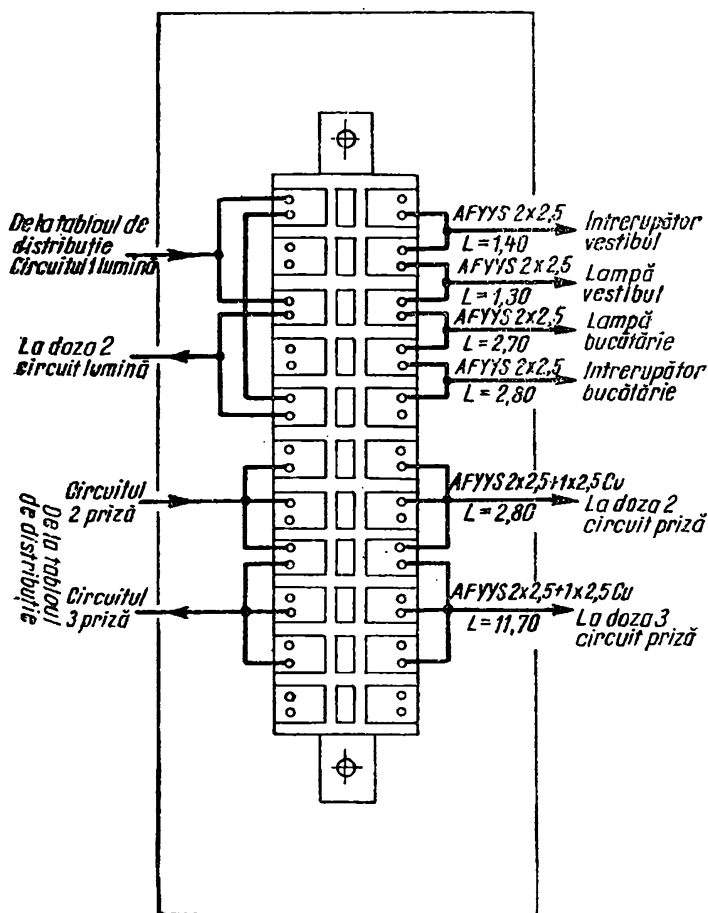 De la tabloul de
distribuție
Circuitul 1 lumină
La doza 2
circuit lumină
Circuitul
2 priză
De la tabloul
de distribuție
Circuitul
3 priză
AFYYS 2x2,5
L=1,40
Intrerupător
vestibul
AFYYS 2x2,5
L=1,30
Lampă
vestibul
AFYYS 2x2,5
L=2,70
Lampă
bucătărie
AFYYS 2x2,5
L=2,80
Intrerupător
bucătărie
AFYYS 2x2,5+1x2,5 Cu
L=2,80
La doza 2
circuit priză
AFYYS 2x2,5+1x2,5 Cu
L=11,70
La doza 3
circuit priză